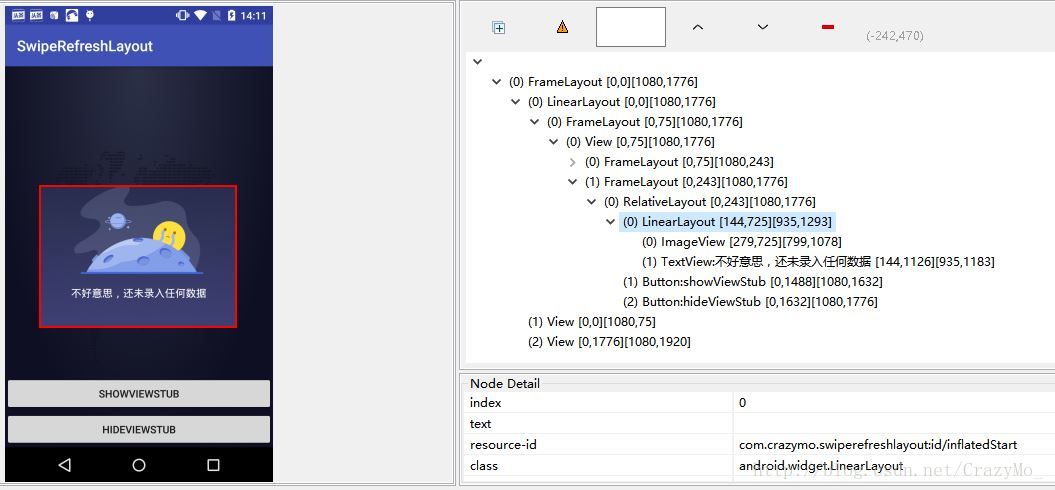 14:11
SwipeRefreshLayout
不好意思，还未录入任何数据
SHOWVIEWSTUB
HIDEVIEWSTUB
(-242,470)
(0) FrameLayout [0,0][1080,1776]
(0) LinearLayout [0,0][1080,1776]
(0) FrameLayout [0,75][1080,1776]
(0) View [0,75][1080,1776]
(0) FrameLayout [0,75][1080,243]
(1) FrameLayout [0,243][1080,1776]
(0) RelativeLayout [0,243][1080,1776]
(0) LinearLayout [144,725][935,1293]
(0) ImageView [279,725][799,1078]
(1) TextView:不好意思，还未录入任何数据 [144,1126][935,1183]
(1) Button:showViewStub [0,1488][1080,1632]
(2) Button:hideViewStub [0,1632][1080,1776]
(1) View [0,0][1080,75]
(2) View [0,1776][1080,1920]
Node Detail
index 0
text
resource-id com.crazymo.swiperefreshlayout:id/inflatedStart
class android.widget.LinearLayout
http://blog.csdn.net/CrazyMo_